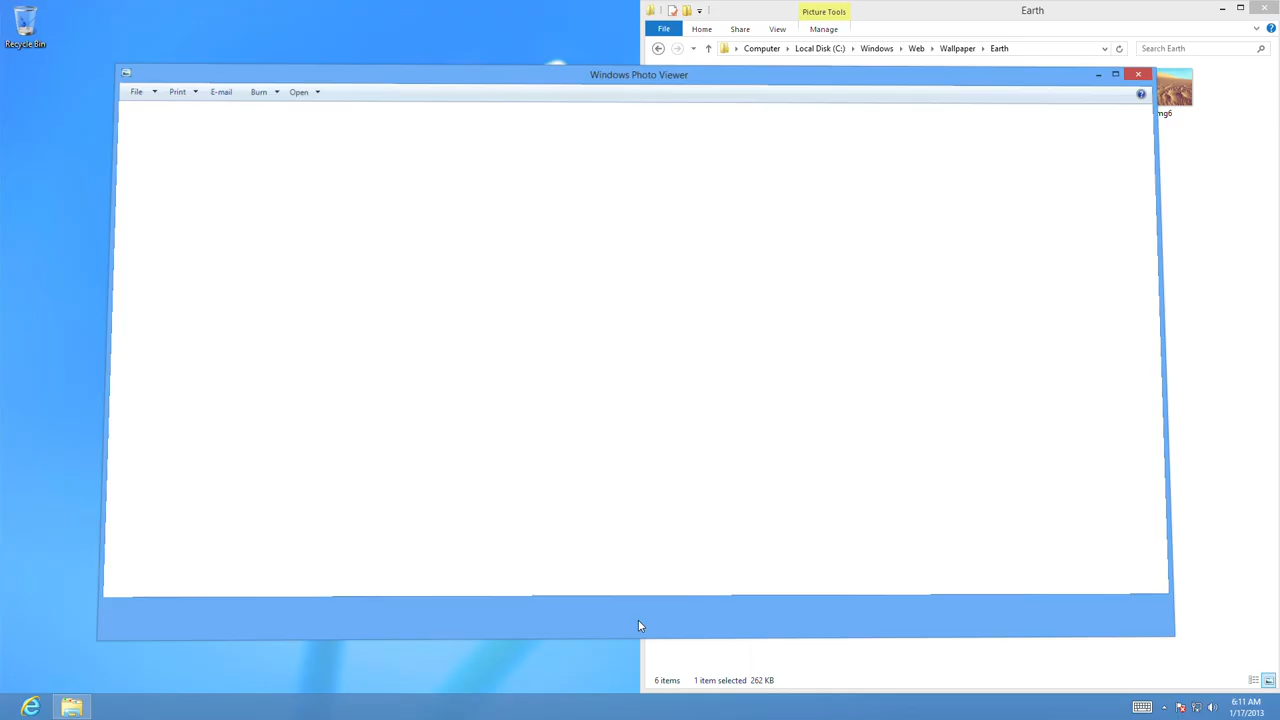 Recycle Bin
Picture Tools
Earth
File Home Share View Manage
Computer Local Disk (C:) Windows Web Wallpaper Earth
Search Earth
Windows Photo Viewer
File Print E-mail Burn Open
mg6
6 items 1 item selected 262 KB
6:11 AM
1/17/2013